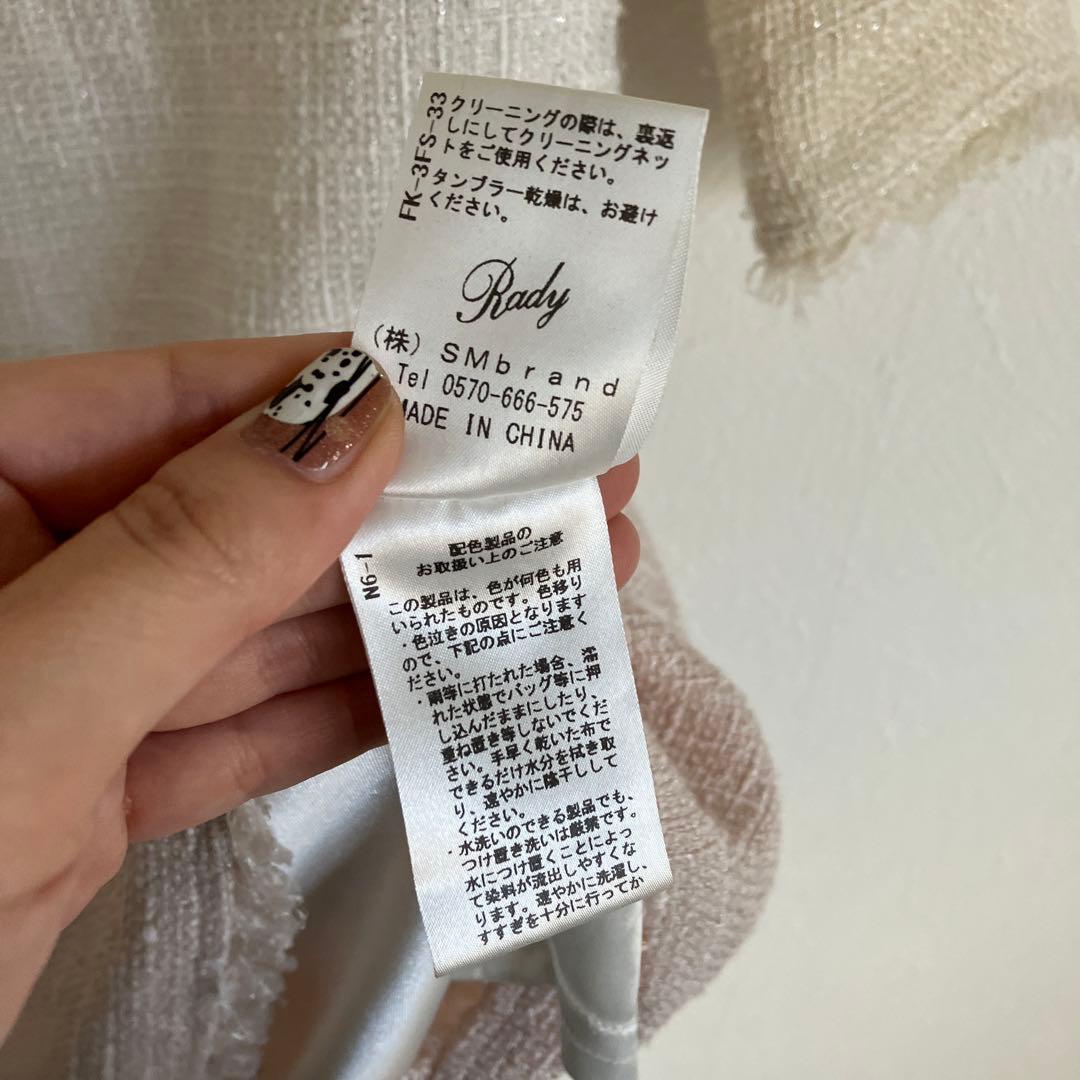 クリーニングの際は、裏返
しにしてクリーニングネッ
トをご使用ください。
タンブラー乾燥は、お避け
ください。
FK-3FS-33
Rady
(株) SMbrand
Tel 0570-666-575
MADE IN CHINA
N6-1
配色製品の
お取扱い上のご注意
この製品は、色が何色も用
いられたものです。色移り
・色泣きの原因となります
ので、下記の点にご注意く
ださい。
・雨等に打たれた場合、濡
れた状態でバッグ等に押
し込んだままにしたり、
重ね置き等しないでくだ
さい。手早く乾いた布で
できるだけ水分を拭き取
り、速やかに陰干しして
ください。
・水洗いのできる製品でも、
つけ置き洗いは厳禁です。
水につけ置くことによっ
て染料が流出しやすくな
ります。速やかに洗濯し、
すすぎを十分に行ってか